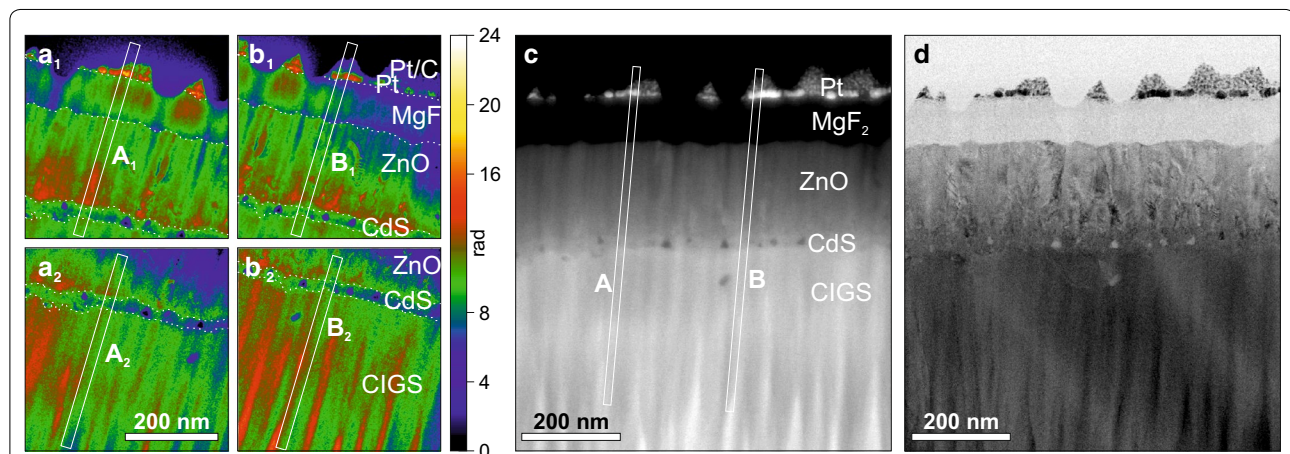 a1
A1
b1
Pt/C
Pt
MgF
ZnO
B1
CdS
a2
A2
200 nm
b2
ZnO
CdS
B2
CIGS
24
20
16
12
8
4
0
rad
c
Pt
MgF2
ZnO
CdS
A
B
CIGS
200 nm
d
200 nm